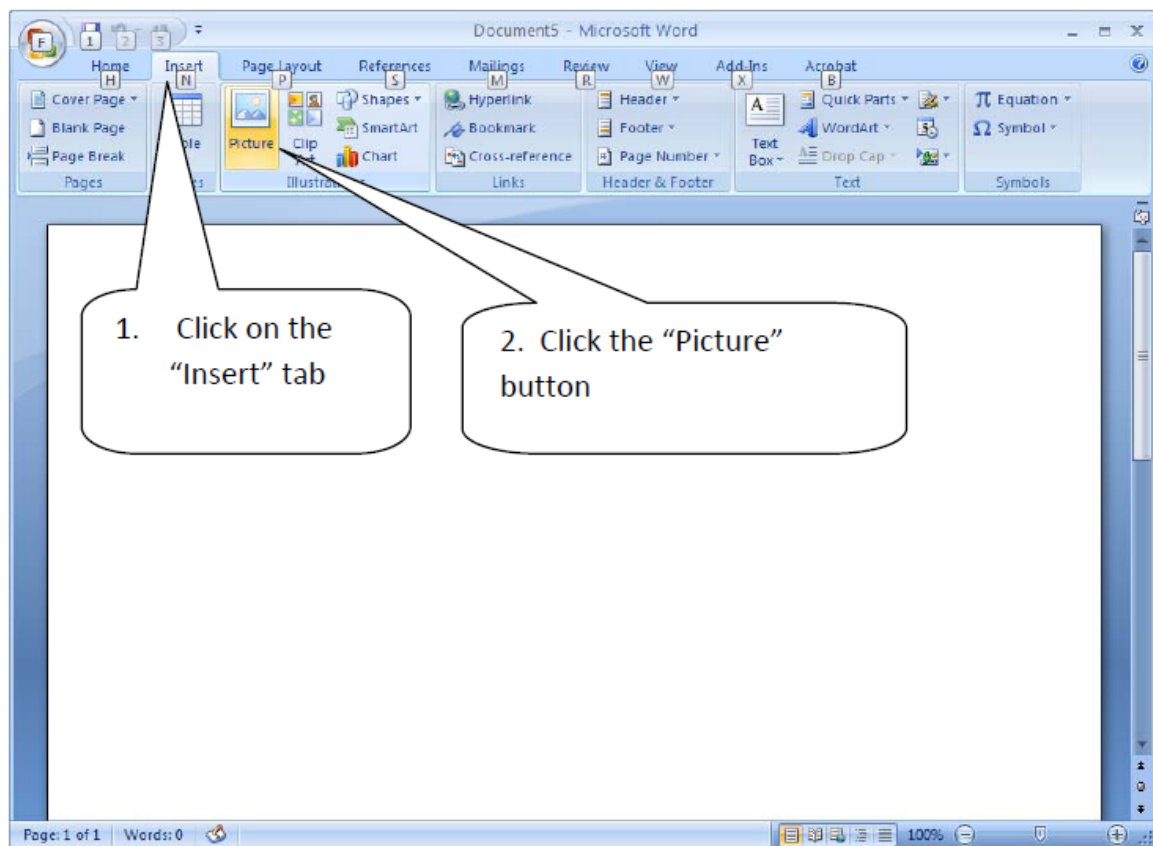 Document5 - Microsoft Word
F 1 2 3
Home Insert Page Layout References Mailings Review View Add-Ins Acrobat
H N P S M R W X B
Cover Page Shapes Hyperlink Header A Quick Parts π Equation
Blank Page SmartArt Bookmark Footer WordArt Ω Symbol
Picture Clip Text
Page Break Chart Cross-reference # Page Number Box Drop Cap
Pages Links Header & Footer Text Symbols
1. Click on the
“Insert” tab
2. Click the “Picture”
button
Page: 1 of 1 Words: 0 100%